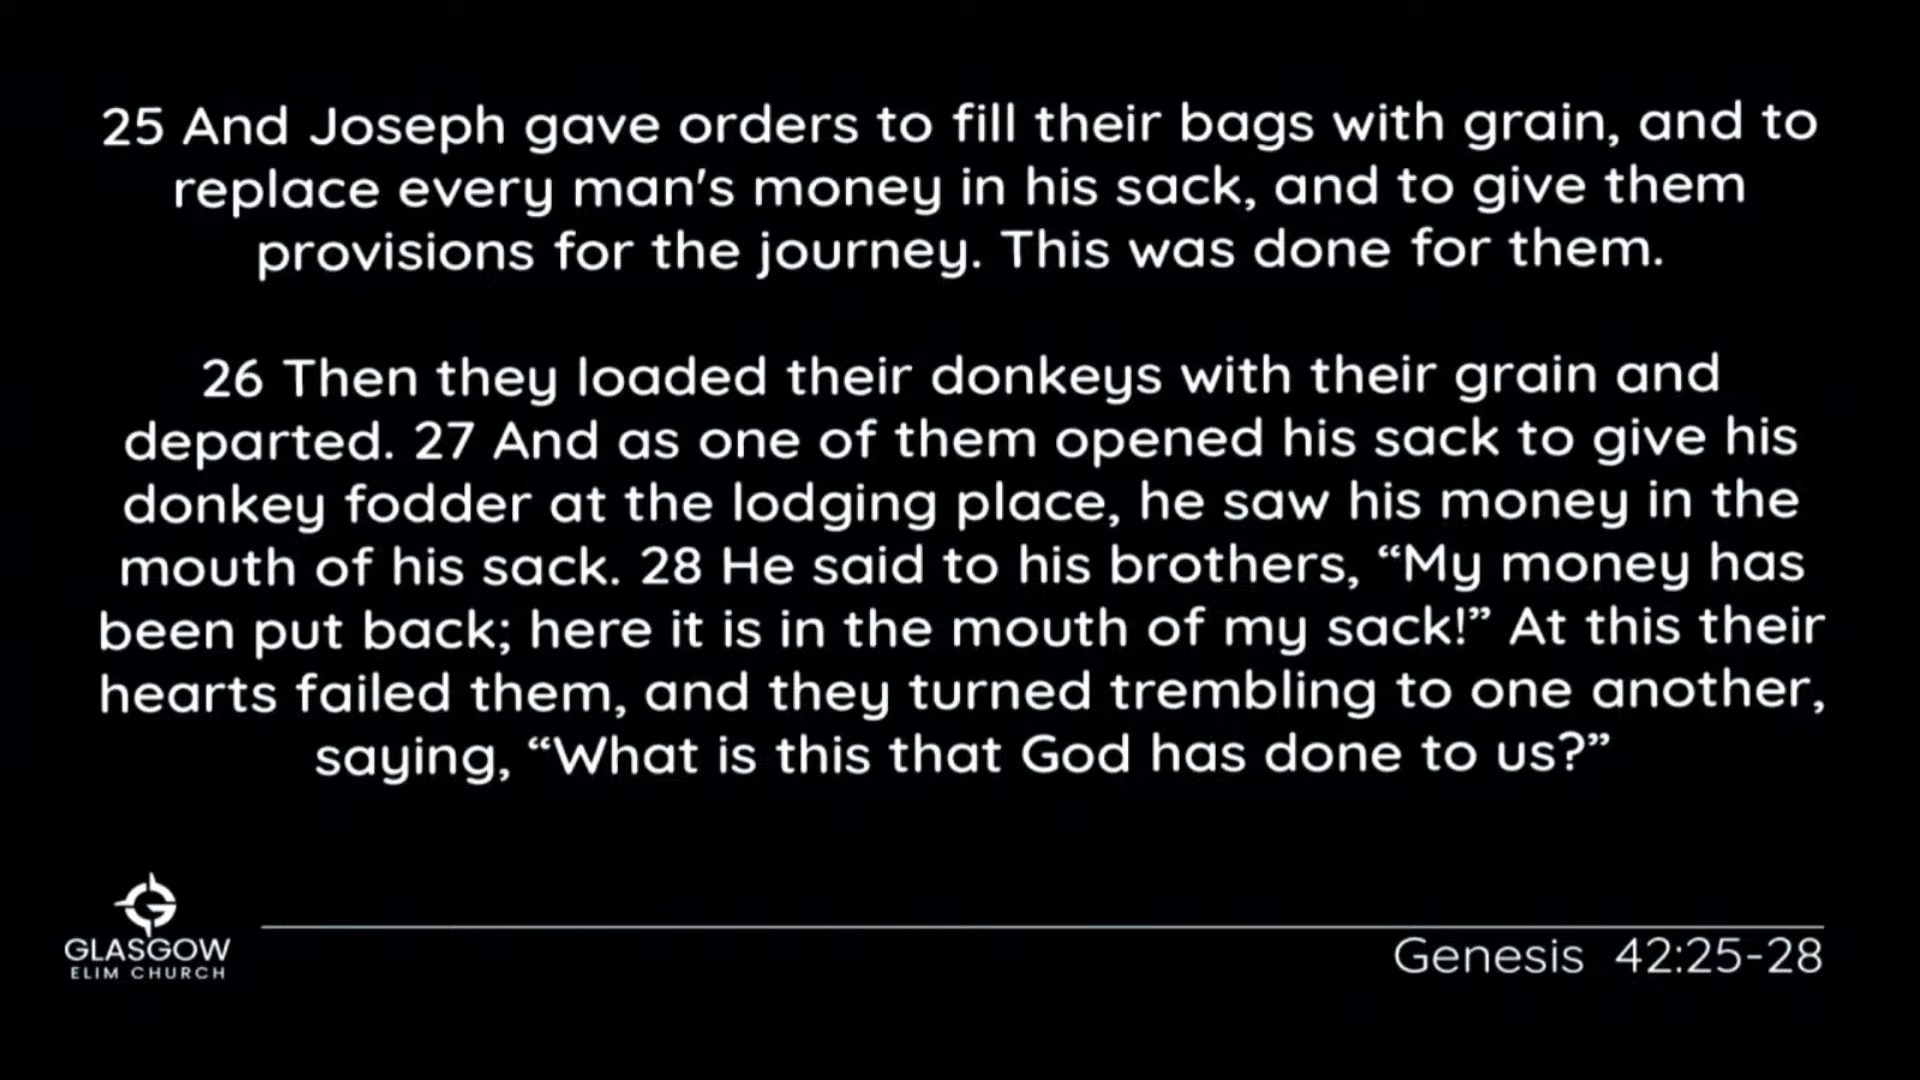 25 And Joseph gave orders to fill their bags with grain, and to
replace every man's money in his sack, and to give them
provisions for the journey. This was done for them.
26 Then they loaded their donkeys with their grain and
departed. 27 And as one of them opened his sack to give his
donkey fodder at the lodging place, he saw his money in the
mouth of his sack. 28 He said to his brothers, “My money has
been put back; here it is in the mouth of my sack!” At this their
hearts failed them, and they turned trembling to one another,
saying, “What is this that God has done to us?”
GLASGOW
ELIM CHURCH
Genesis 42:25-28